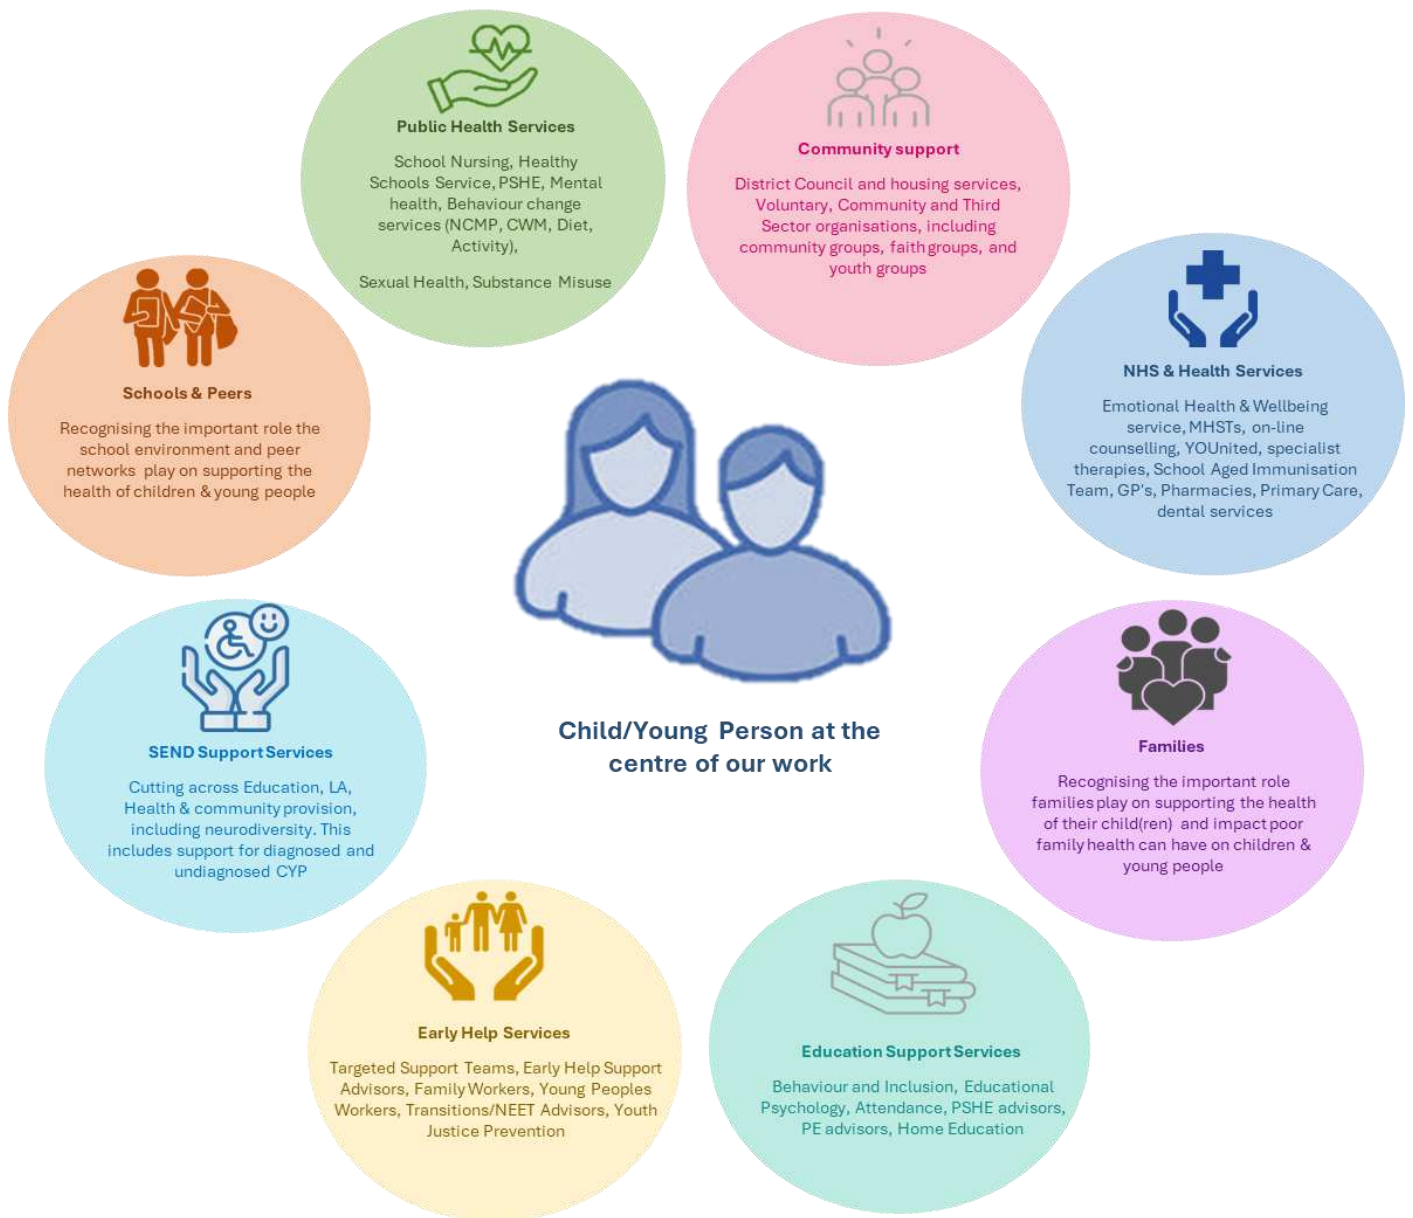 Public Health Services
School Nursing, Healthy
Schools Service, PSHE, Mental
health, Behaviour change
services (NCMP, CWM, Diet,
Activity),
Sexual Health, Substance Misuse
Community support
District Council and housing services,
Voluntary, Community and Third
Sector organisations, including
community groups, faith groups, and
youth groups
Schools & Peers
Recognising the important role the
school environment and peer
networks play on supporting the
health of children & young people
NHS & Health Services
Emotional Health & Wellbeing
service, MHSTs, on-line
counselling, YOUnited, specialist
therapies, School Aged Immunisation
Team, GP's, Pharmacies, Primary Care,
dental services
Child/Young Person at the
centre of our work
SEND Support Services
Cutting across Education, LA,
Health & community provision,
including neurodiversity. This
includes support for diagnosed and
undiagnosed CYP
Families
Recognising the important role
families play on supporting the health
of their child(ren) and impact poor
family health can have on children &
young people
Early Help Services
Targeted Support Teams, Early Help Support
Advisors, Family Workers, Young Peoples
Workers, Transitions/NEET Advisors, Youth
Justice Prevention
Education Support Services
Behaviour and Inclusion, Educational
Psychology, Attendance, PSHE advisors,
PE advisors, Home Education